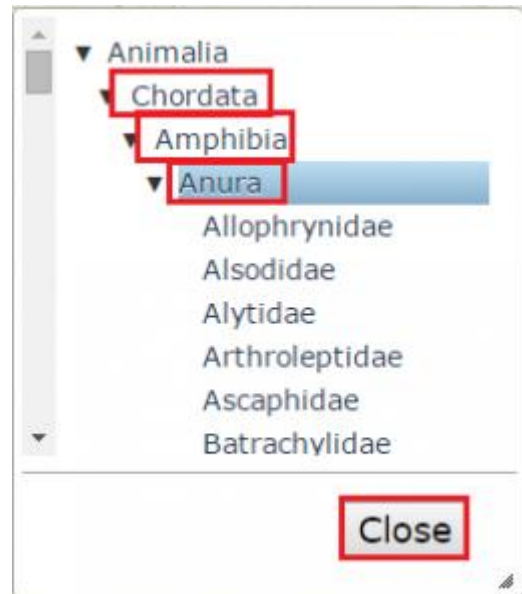 Animalia
Chordata
Amphibia
Anura
Allophrynidae
Alsodidae
Alytidae
Arthroleptidae
Ascaphidae
Batrachylidae
Close